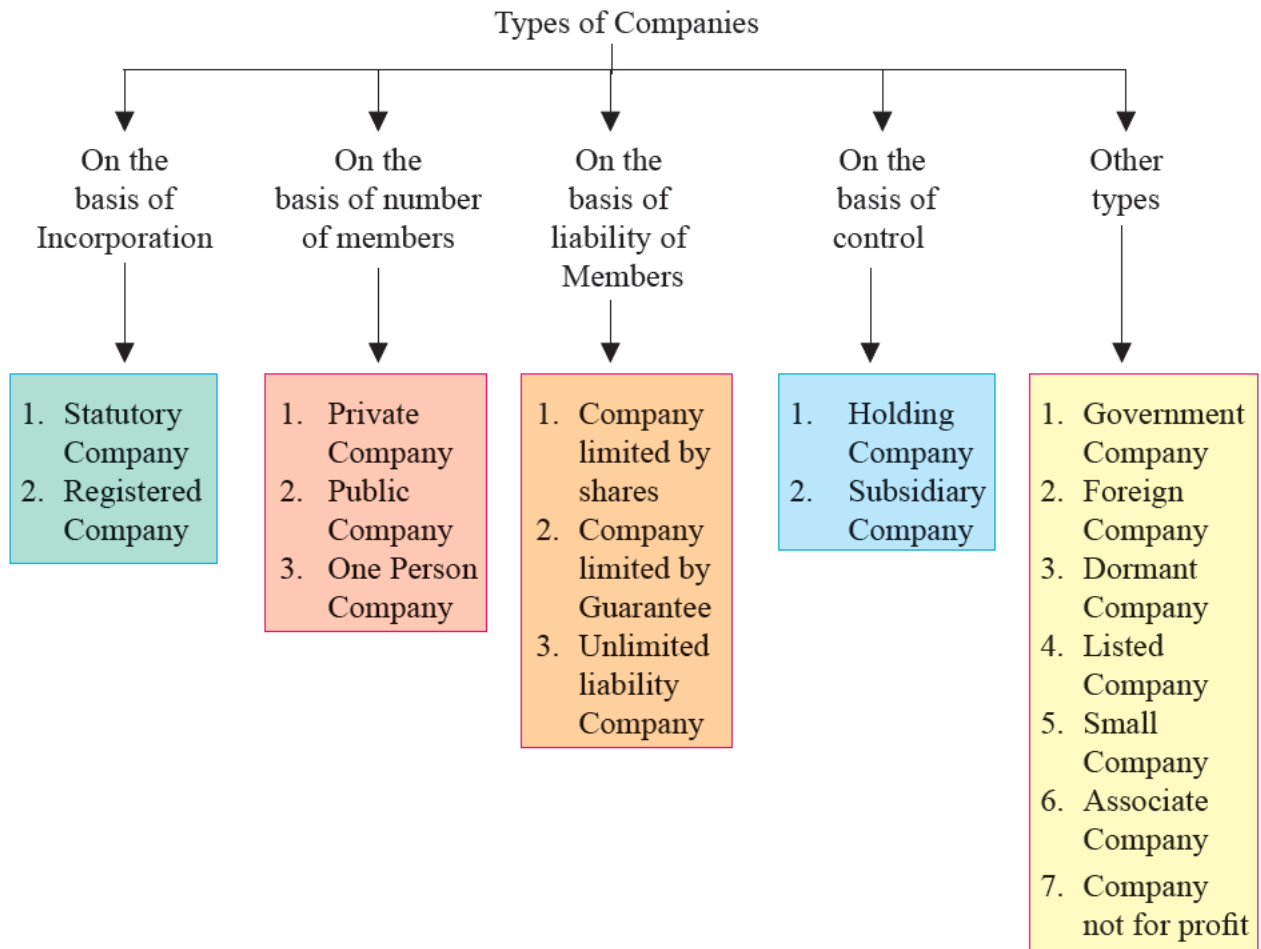 Types of Companies
On the
basis of
Incorporation
On the
basis of number
of members
On the
basis of
liability of
Members
On the
basis of
control
Other
types
1. Statutory
Company
2. Registered
Company
1. Private
Company
2. Public
Company
3. One Person
Company
1. Company
limited by
shares
2. Company
limited by
Guarantee
3. Unlimited
liability
Company
1. Holding
Company
2. Subsidiary
Company
1. Government
Company
2. Foreign
Company
3. Dormant
Company
4. Listed
Company
5. Small
Company
6. Associate
Company
7. Company
not for profit